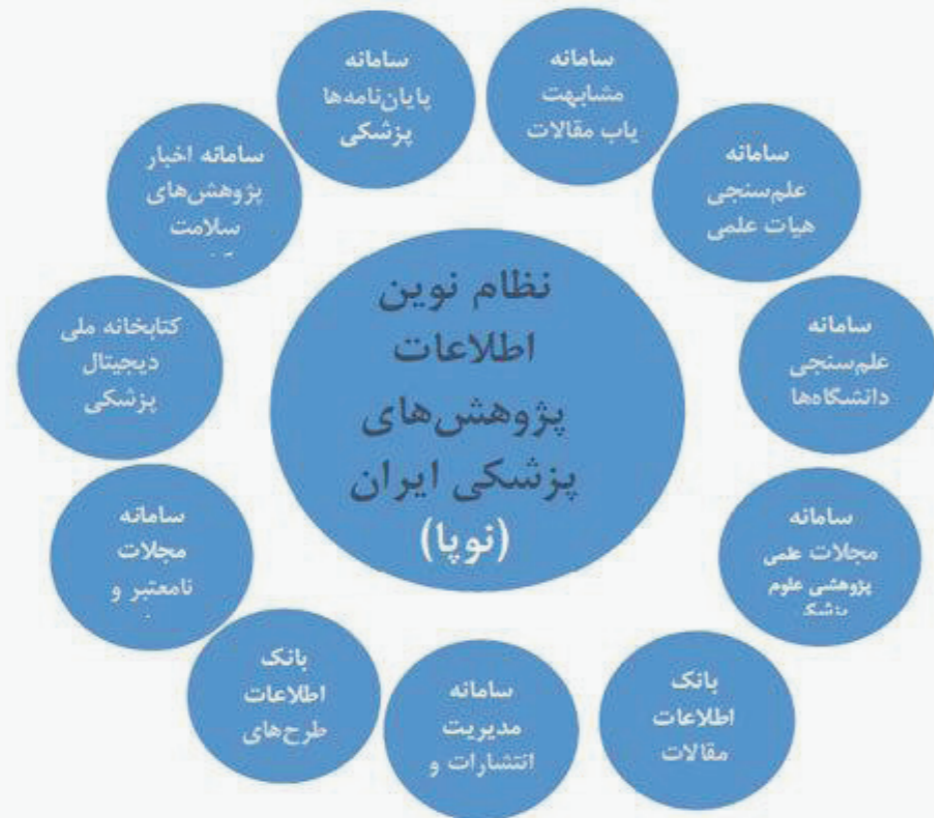 نظام نوین
اطلاعات
پژوهش‌های
پزشکی ایران
(نوپا)
سامانه
مشابهت
یاب مقالات
سامانه
علم‌سنجی
هیات علمی
سامانه
علم‌سنجی
دانشگاه‌ها
سامانه
مجلات علمی
پژوهشی علوم
بانک
اطلاعات
مقالات
سامانه
مدیریت
انتشارات و
بانک
اطلاعات
طرح‌های
سامانه
مجلات
نامعتبر و
کتابخانه ملی
دیجیتال
پزشکی
سامانه اخبار
پژوهش‌های
سلامت
سامانه
پایان‌نامه‌ها
پزشکی